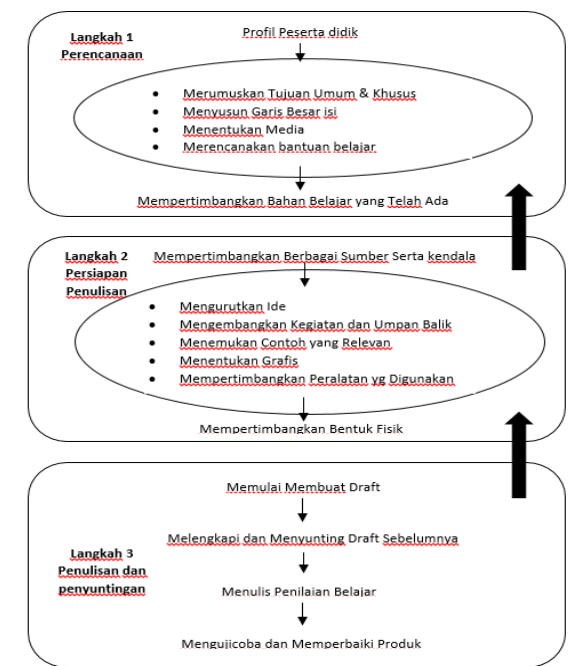 Langkah 1
Perencanaan
Profil Peserta didik
• Merumuskan Tujuan Umum & Khusus
• Menyusun Garis Besar isi
• Menentukan Media
• Merencanakan bantuan belajar
Mempertimbangkan Bahan Belajar yang Telah Ada
Langkah 2
Persiapan
Penulisan
Mempertimbangkan Berbagai Sumber Serta kendala
• Mengurutkan Ide
• Mengembangkan Kegiatan dan Umpan Balik
• Menemukan Contoh yang Relevan
• Menentukan Grafis
• Mempertimbangkan Peralatan yg Digunakan
Mempertimbangkan Bentuk Fisik
Langkah 3
Penulisan dan
penyuntingan
Memulai Membuat Draft
Melengkapi dan Menyunting Draft Sebelumnya
Menulis Penilaian Belajar
Mengujicoba dan Memperbaiki Produk